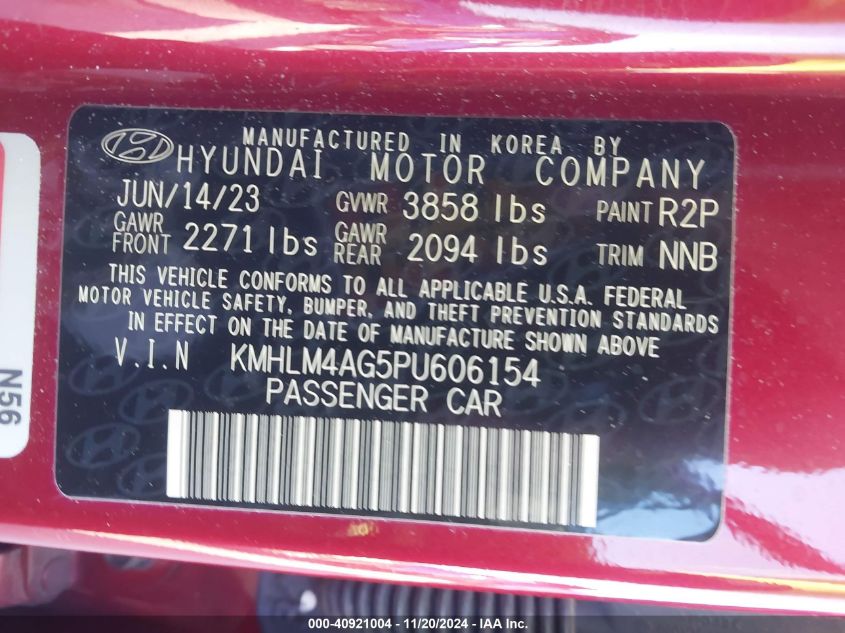 MANUFACTURED IN KOREA BY
HYUNDAI MOTOR COMPANY
JUN/14/23 GVWR 3858 lbs PAINT R2P
GAWR FRONT 2271 lbs GAWR REAR 2094 lbs TRIM NNB
THIS VEHICLE CONFORMS TO ALL APPLICABLE U.S.A. FEDERAL
MOTOR VEHICLE SAFETY, BUMPER, AND THEFT PREVENTION STANDARDS
IN EFFECT ON THE DATE OF MANUFACTURE SHOWN ABOVE
V.I.N KMHLM4AG5PU606154
PASSENGER CAR
N56
000-40921004 - 11/20/2024 - IAA Inc.